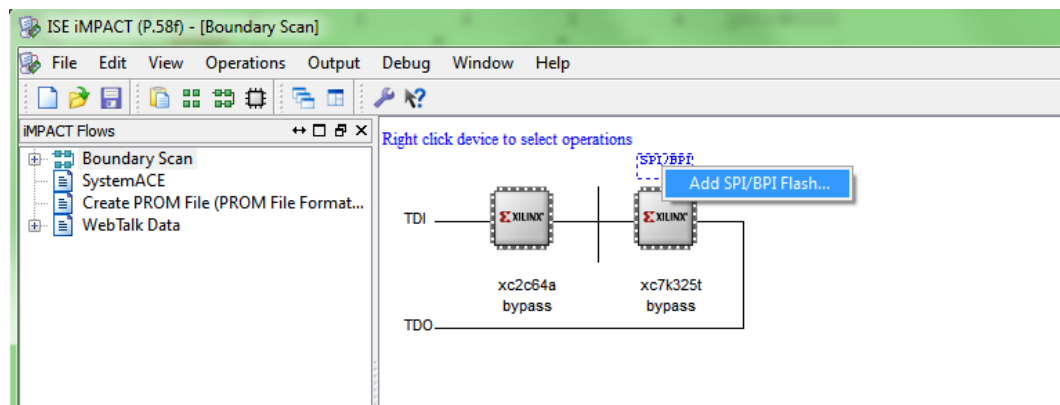 ISE iMPACT (P.58f) - [Boundary Scan]
File Edit View Operations Output Debug Window Help
iMPACT Flows
Boundary Scan
SystemACE
Create PROM File (PROM File Format...
WebTalk Data
Right click device to select operations
SPI/BPI
Add SPI/BPI Flash...
TDI
XILINX
XILINX
xc2c64a
bypass
xc7k325t
bypass
TDO